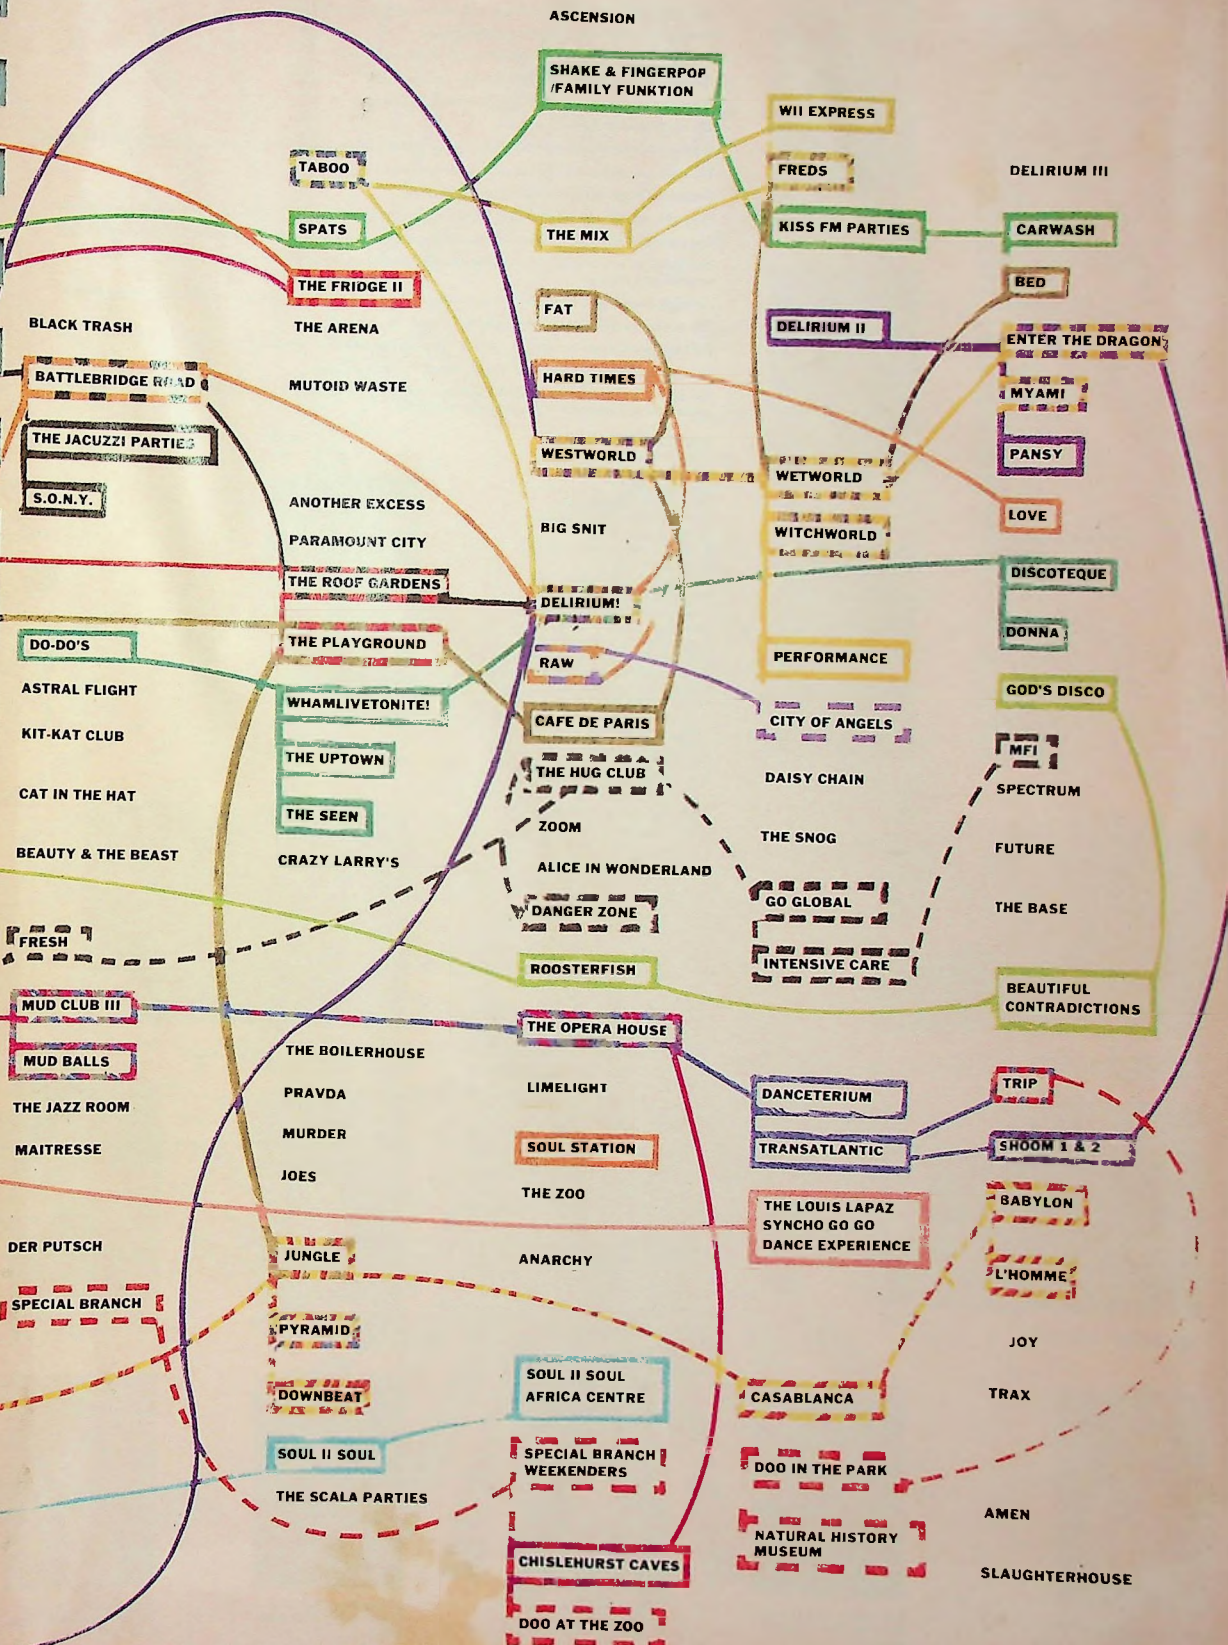 BLACK TRASH
BATTLEBRIDGE ROAD
THE JACUZZI PARTIES
S.O.N.Y.
DO-DO'S
ASTRAL FLIGHT
KIT-KAT CLUB
CAT IN THE HAT
BEAUTY & THE BEAST
FRESH
MUD CLUB III
MUD BALLS
THE JAZZ ROOM
MAITRESSE
DER PUTSCH
SPECIAL BRANCH
TABOO
SPATS
THE FRIDGE II
THE ARENA
MUTOID WASTE
ANOTHER EXCESS
PARAMOUNT CITY
THE ROOF GARDENS
THE PLAYGROUND
WHAMLIVETONITE!
THE UPTOWN
THE SEEN
CRAZY LARRY'S
THE BOILERHOUSE
PRAVDA
MURDER
JOES
JUNGLE
PYRAMID
DOWNBEAT
SOUL II SOUL
THE SCALA PARTIES
ASCENSION
SHAKE & FINGERPOP
/FAMILY FUNKTION
THE MIX
FAT
HARD TIMES
WESTWORLD
BIG SNIT
DELIRIUM!
RAW
CAFE DE PARIS
THE HUG CLUB
ZOOM
ALICE IN WONDERLAND
DANGER ZONE
ROOSTERFISH
THE OPERA HOUSE
LIMELIGHT
SOUL STATION
THE ZOO
ANARCHY
SOUL II SOUL
AFRICA CENTRE
SPECIAL BRANCH
WEEKENDERS
CHISLEHURST CAVES
DOO AT THE ZOO
WII EXPRESS
FREDS
KISS FM PARTIES
DELIRIUM II
WETWORLD
WITCHWORLD
PERFORMANCE
CITY OF ANGELS
DAISY CHAIN
THE SNOG
GO GLOBAL
INTENSIVE CARE
DANCETERIUM
TRANSATLANTIC
THE LOUIS LAPAZ
SYNCHO GO GO
DANCE EXPERIENCE
CASABLANCA
DOO IN THE PARK
NATURAL HISTORY
MUSEUM
DELIRIUM III
CARWASH
BED
ENTER THE DRAGON
MYAMI
PANSY
LOVE
DISCOTEQUE
DONNA
GOD'S DISCO
MFI
SPECTRUM
FUTURE
THE BASE
BEAUTIFUL
CONTRADICTIONS
TRIP
SHOOM 1 & 2
BABYLON
L'HOMME
JOY
TRAX
AMEN
SLAUGHTERHOUSE